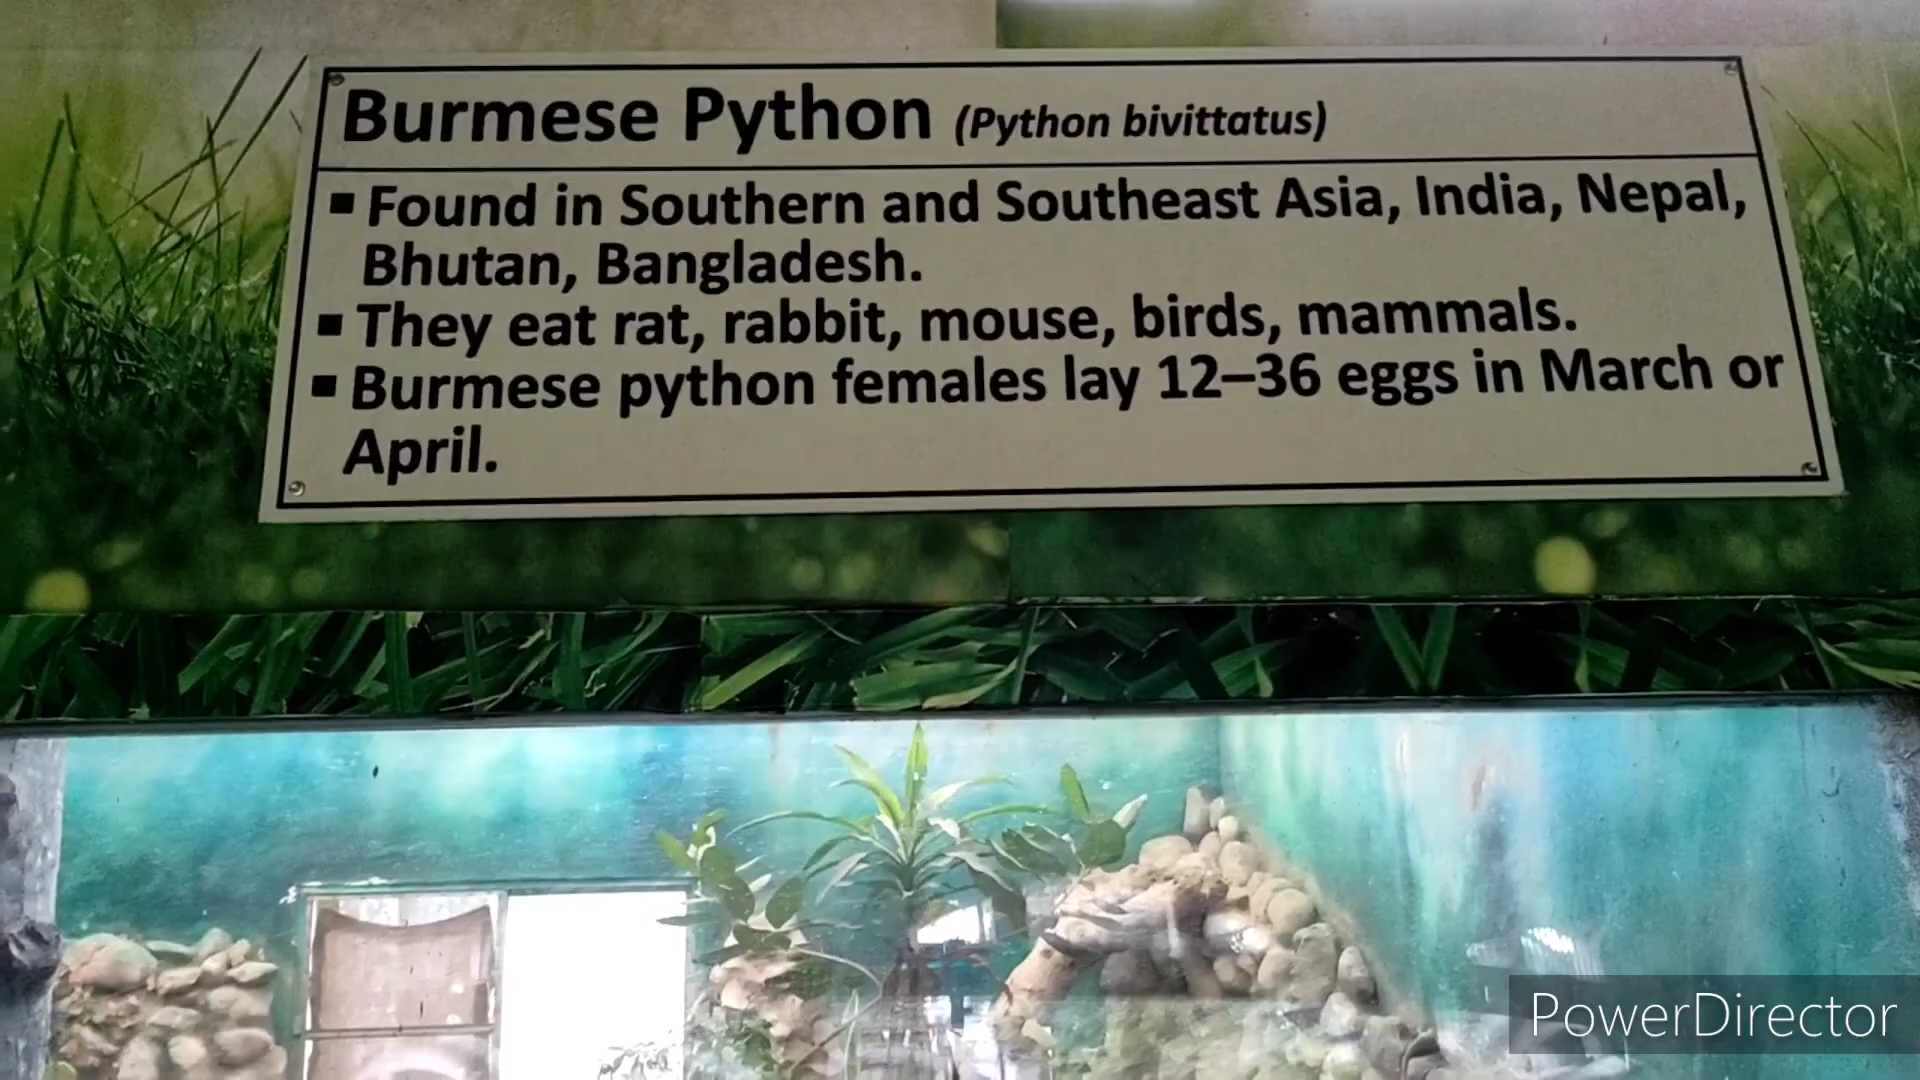 Burmese Python (Python bivittatus)
▪ Found in Southern and Southeast Asia, India, Nepal,
Bhutan, Bangladesh.
▪ They eat rat, rabbit, mouse, birds, mammals.
▪ Burmese python females lay 12–36 eggs in March or
April.
PowerDirector